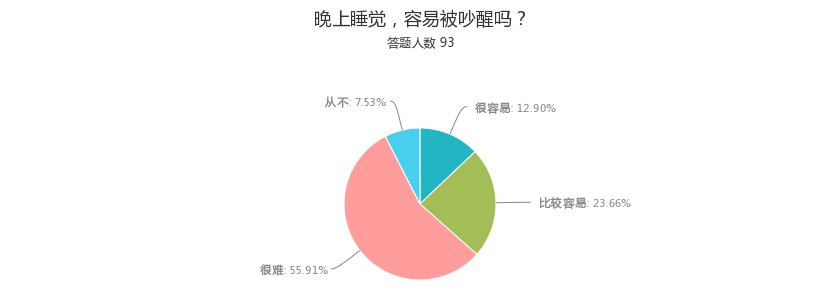 晚上睡觉，容易被吵醒吗？
答题人数 93
从不: 7.53%
很容易: 12.90%
比较容易: 23.66%
很难: 55.91%